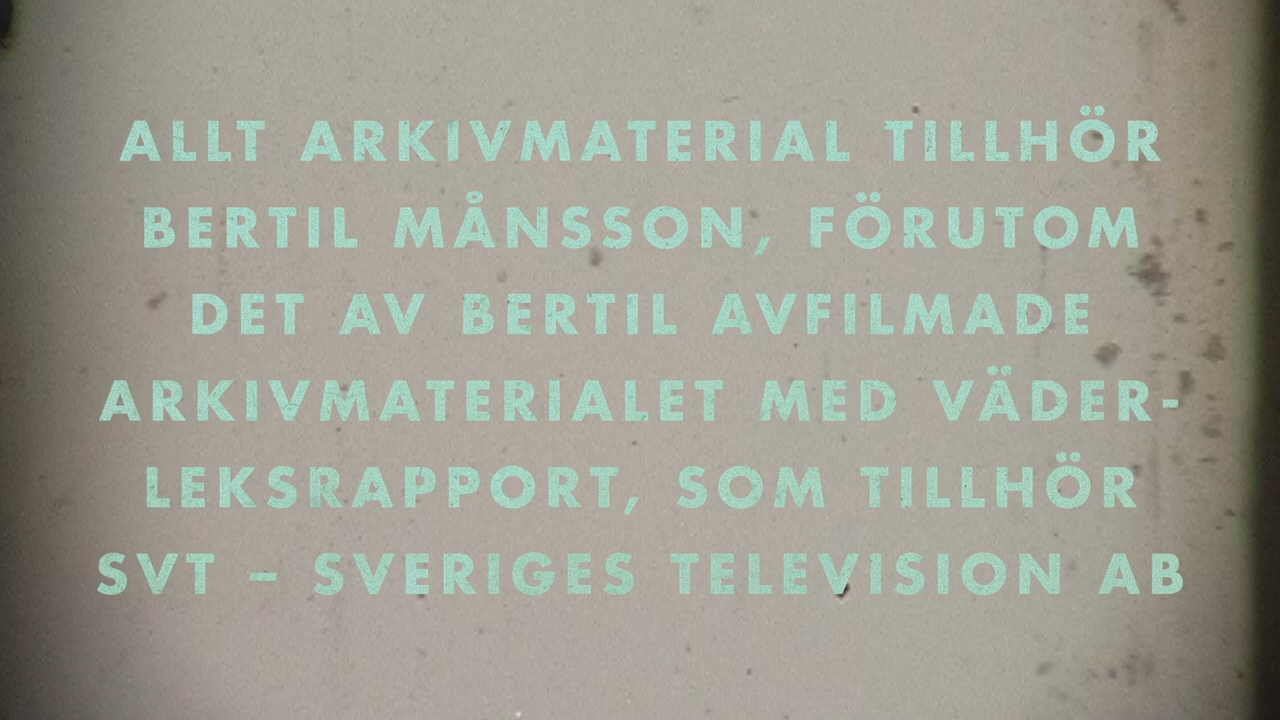 ALLT ARKIVMATERIAL TILLHÖR
BERTIL MÅNSSON, FÖRUTOM
DET AV BERTIL AVFILMADE
ARKIVMATERIALET MED VÄDER-
LEKSRAPPORT, SOM TILLHÖR
SVT – SVERIGES TELEVISION AB